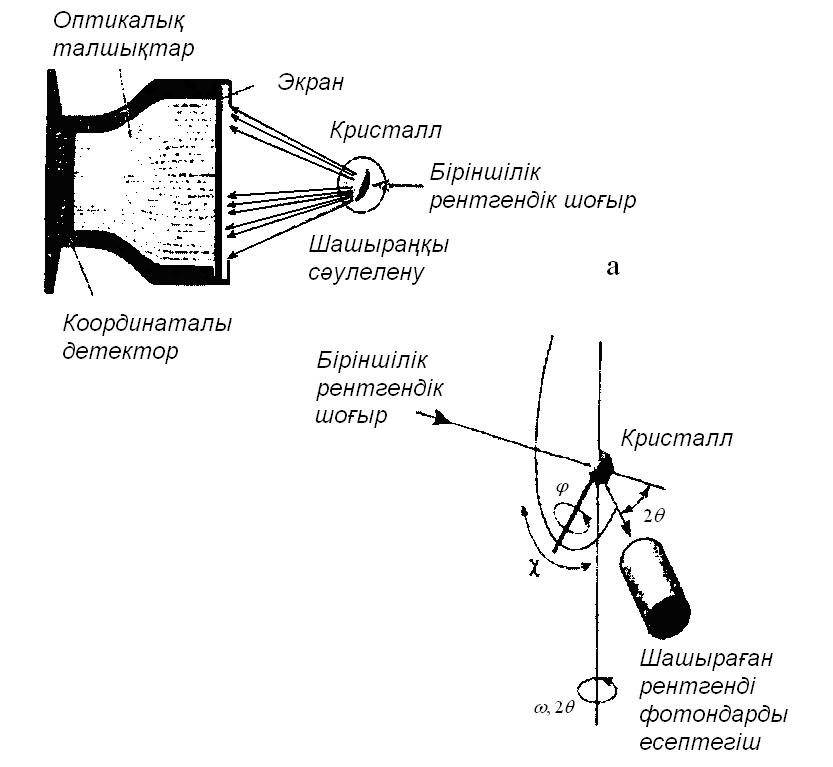 Оптикалық
талшықтар
Экран
Кристалл
Біріншілік
рентгендік шоғыр
Шашыраңқы
сәулелену
а
Координаталы
детектор
Біріншілік
рентгендік
шоғыр
Кристалл
φ
2θ
χ
ω, 2θ
Шашыраған
рентгенді
фотондарды
есептегіш